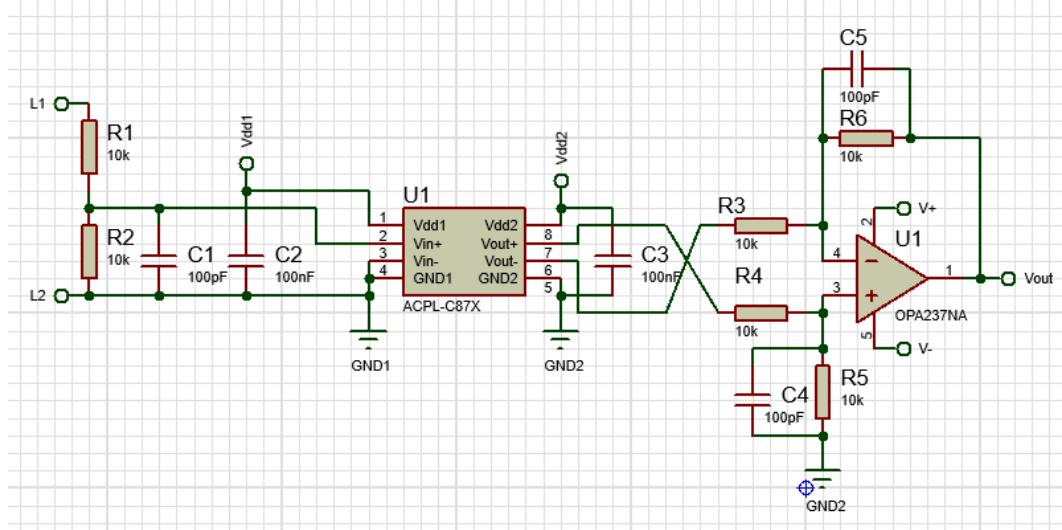 C5
100pF
L1
R1
10k
Vdd1
Vdd2
R6
10k
U1
R3
10k
V+
2
U1
1
Vdd1
Vdd2
2
Vin+
Vout+
8
3
Vin-
Vout-
7
4
GND1
GND2
6
5
ACPL-C87X
R2
10k
C1
100pF
C2
100nF
C3
100nF
R4
10k
4
3
1
Vout
OPA237NA
L2
5
V-
GND1
GND2
C4
100pF
R5
10k
GND2